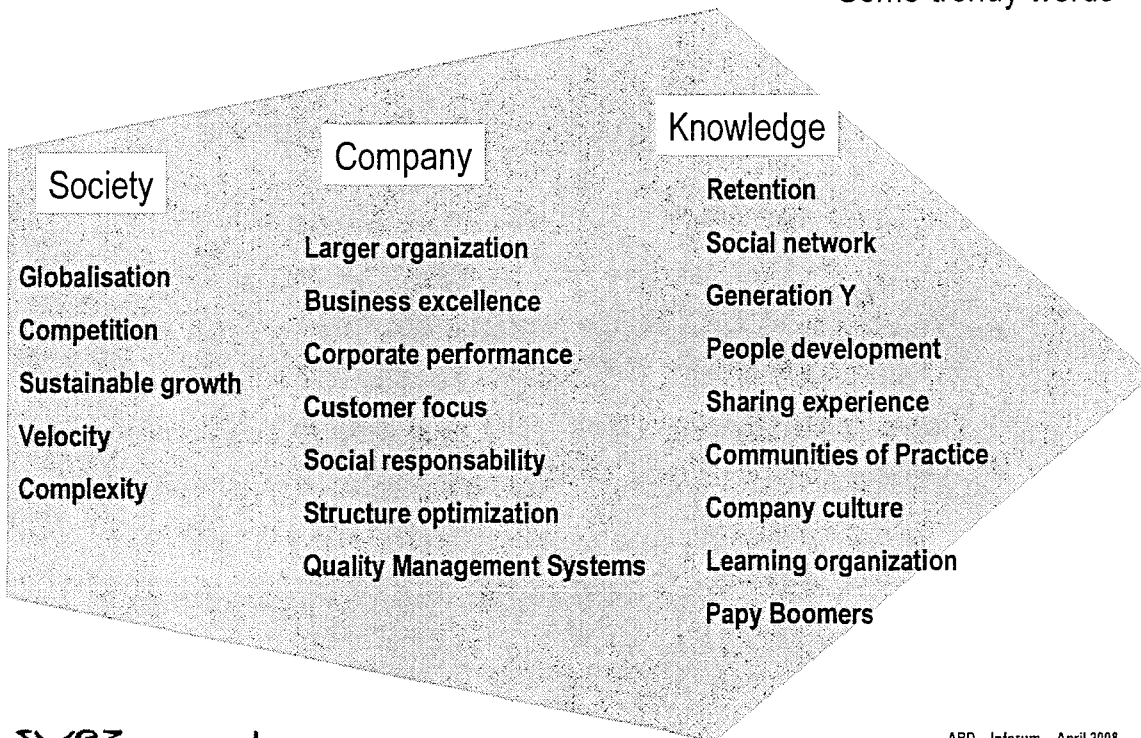 Some trendy words
Society
Globalisation
Competition
Sustainable growth
Velocity
Complexity
Company
Larger organization
Business excellence
Corporate performance
Customer focus
Social responsability
Structure optimization
Quality Management Systems
Knowledge
Retention
Social network
Generation Y
People development
Sharing experience
Communities of Practice
Company culture
Learning organization
Papy Boomers
ABD - Inforum - April 2008